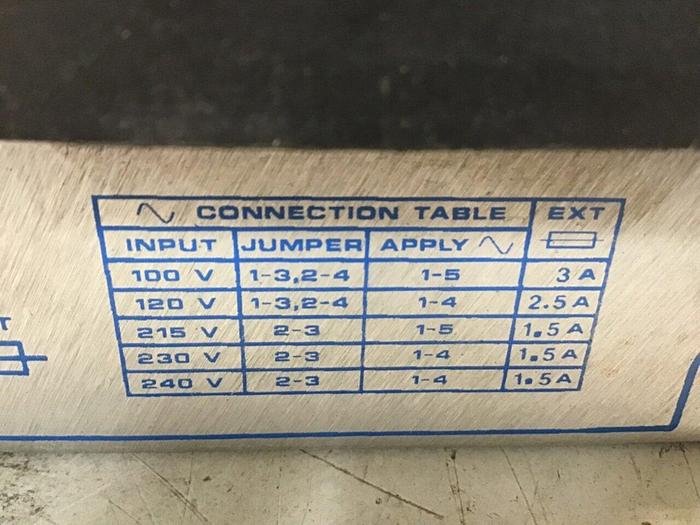 ∿ CONNECTION TABLE EXT
INPUT JUMPER APPLY ∿
100 V 1-3,2-4 1-5 3 A
120 V 1-3,2-4 1-4 2.5 A
215 V 2-3 1-5 1.5 A
230 V 2-3 1-4 1.5 A
240 V 2-3 1-4 1.5 A